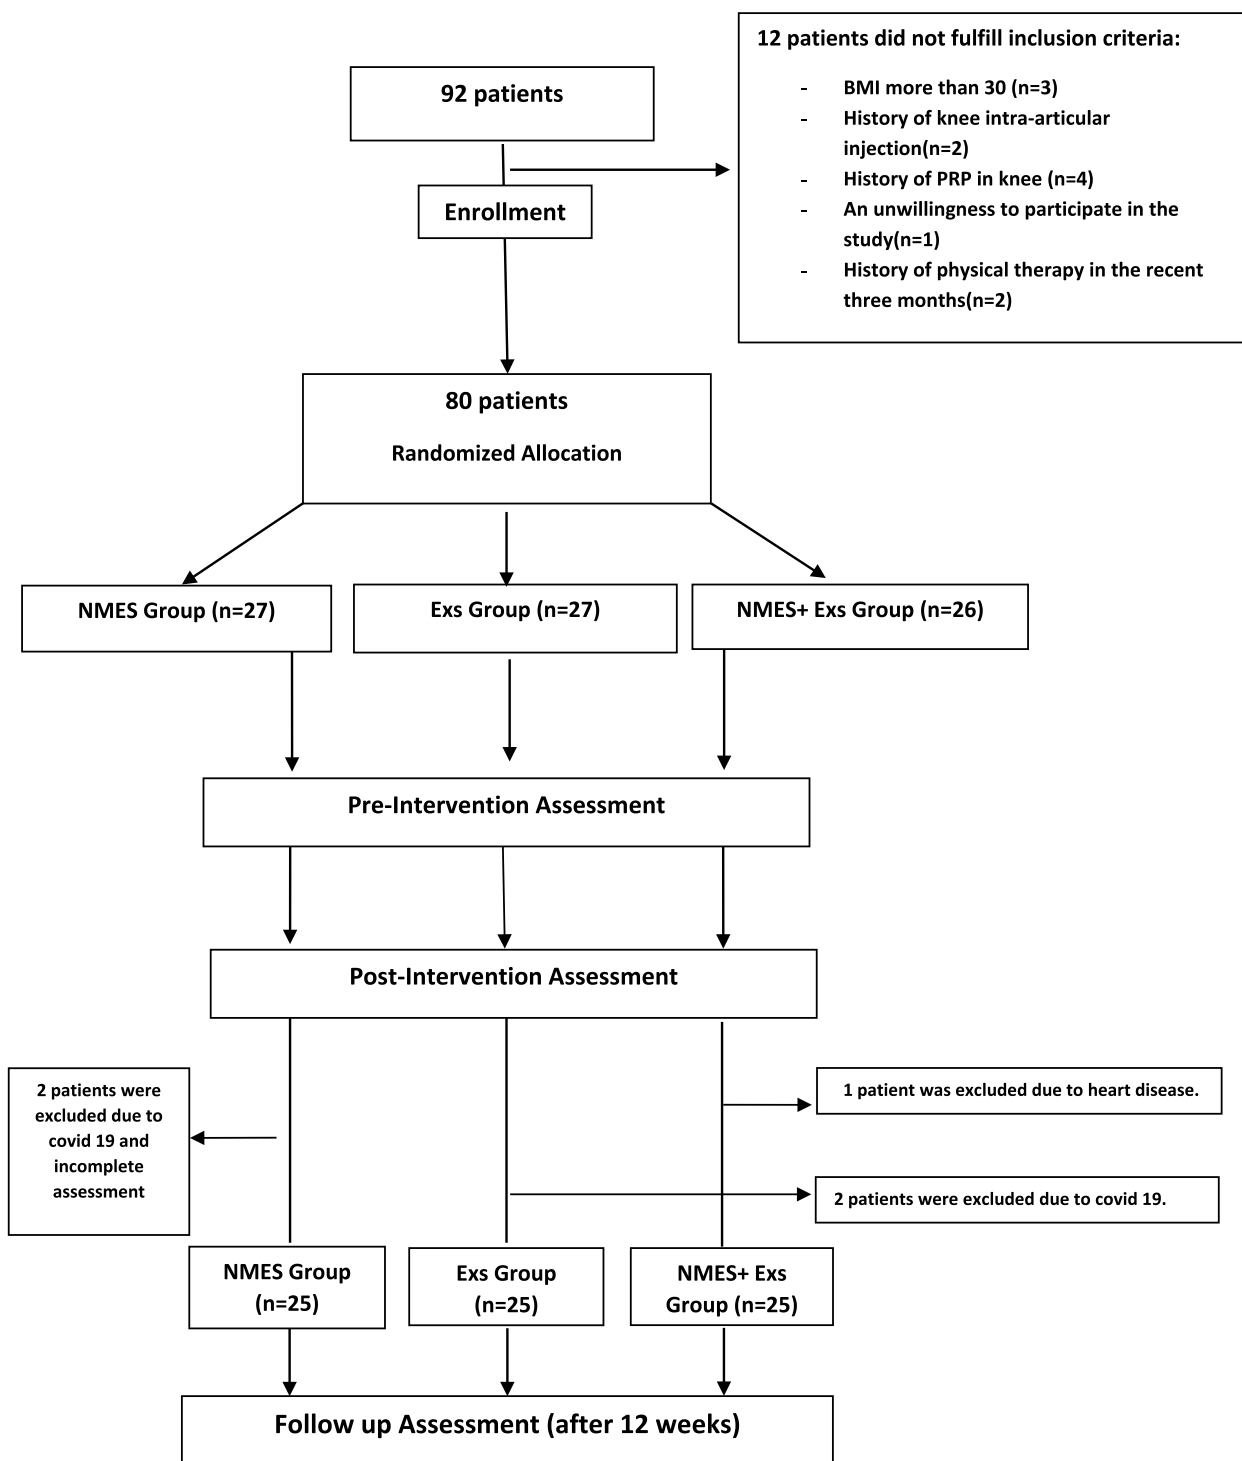 92 patients
12 patients did not fulfill inclusion criteria:
- BMI more than 30 (n=3)
- History of knee intra-articular
injection(n=2)
- History of PRP in knee (n=4)
- An unwillingness to participate in the
study(n=1)
- History of physical therapy in the recent
three months(n=2)
Enrollment
80 patients
Randomized Allocation
NMES Group (n=27)
Exs Group (n=27)
NMES+ Exs Group (n=26)
Pre-Intervention Assessment
Post-Intervention Assessment
2 patients were
excluded due to
covid 19 and
incomplete
assessment
1 patient was excluded due to heart disease.
2 patients were excluded due to covid 19.
NMES Group
(n=25)
Exs Group
(n=25)
NMES+ Exs
Group (n=25)
Follow up Assessment (after 12 weeks)